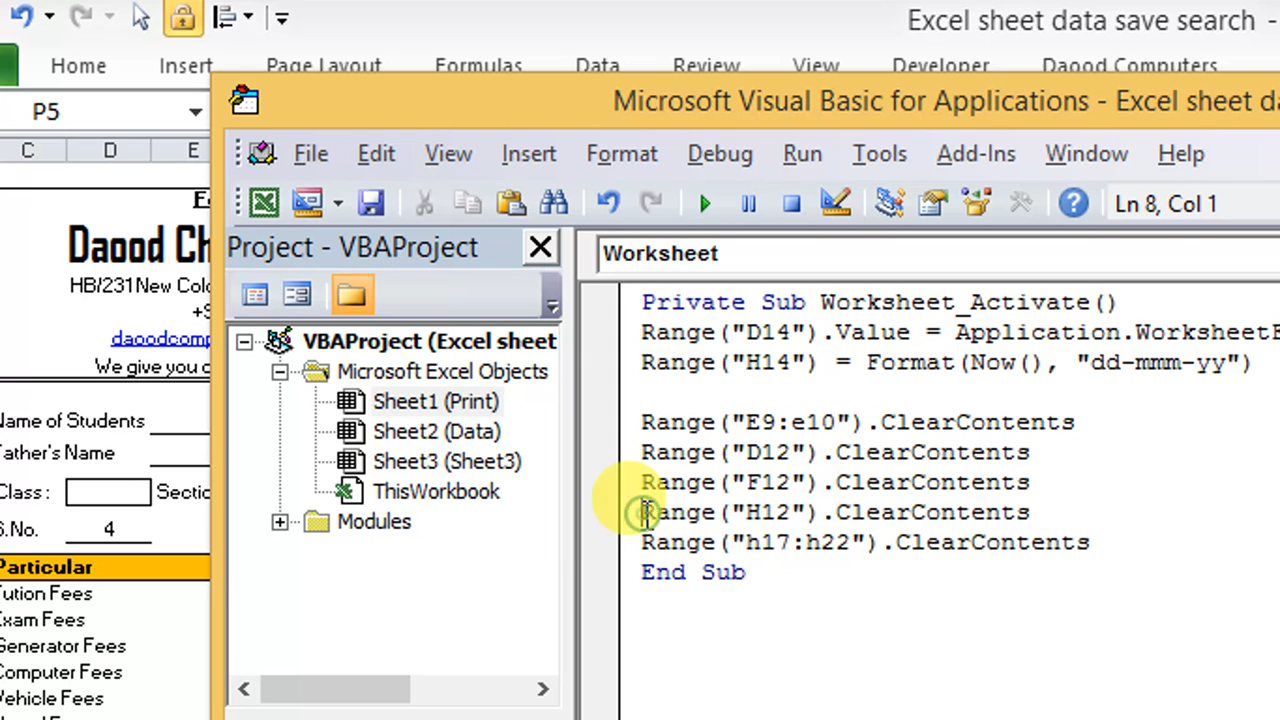 Excel sheet data save search -
Home Insert Page Layout Formulas Data Review View Developer Daood Computers
P5
Microsoft Visual Basic for Applications - Excel sheet
C D E
File Edit View Insert Format Debug Run Tools Add-Ins Window Help
Ln 8, Col 1
Daood
HB/231 New
Project - VBAProject
Worksheet
We give you
Name of Students
Father's Name
Class :
Section
S.No. 4
Particular
Tution Fees
Exam Fees
Generator Fees
Computer Fees
Vehicle Fees
VBAProject (Excel sheet
Microsoft Excel Objects
Sheet1 (Print)
Sheet2 (Data)
Sheet3 (Sheet3)
ThisWorkbook
Modules
Private Sub Worksheet_Activate()
Range("D14").Value = Application.Worksheet
Range("H14") = Format(Now(), "dd-mmm-yy")
Range("E9:e10").ClearContents
Range("D12").ClearContents
Range("F12").ClearContents
Range("H12").ClearContents
Range("h17:h22").ClearContents
End Sub